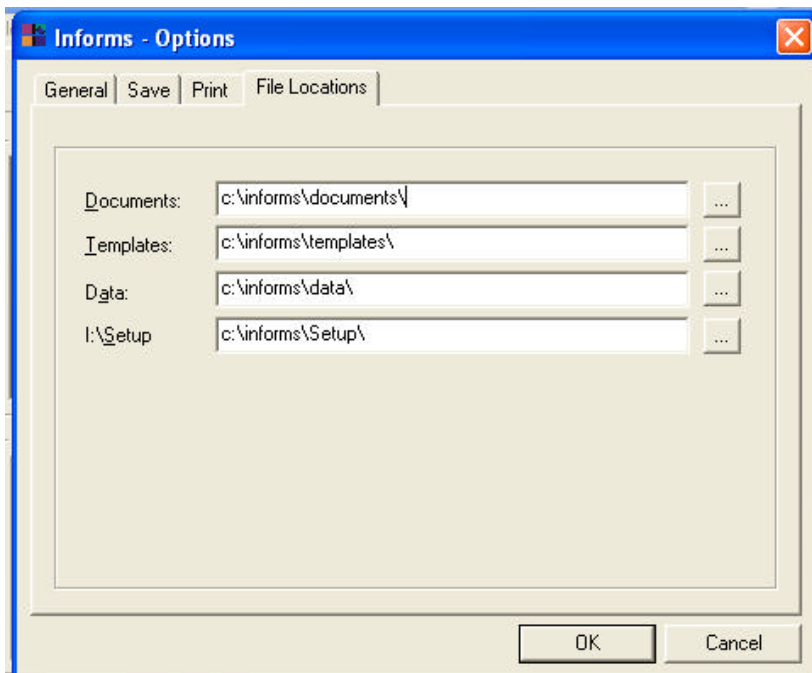 Informs - Options
General Save Print File Locations
Documents: c:\informs\documents\
...
Templates: c:\informs\templates\
...
Data: c:\informs\data\
...
I:\Setup c:\informs\Setup\
...
OK Cancel